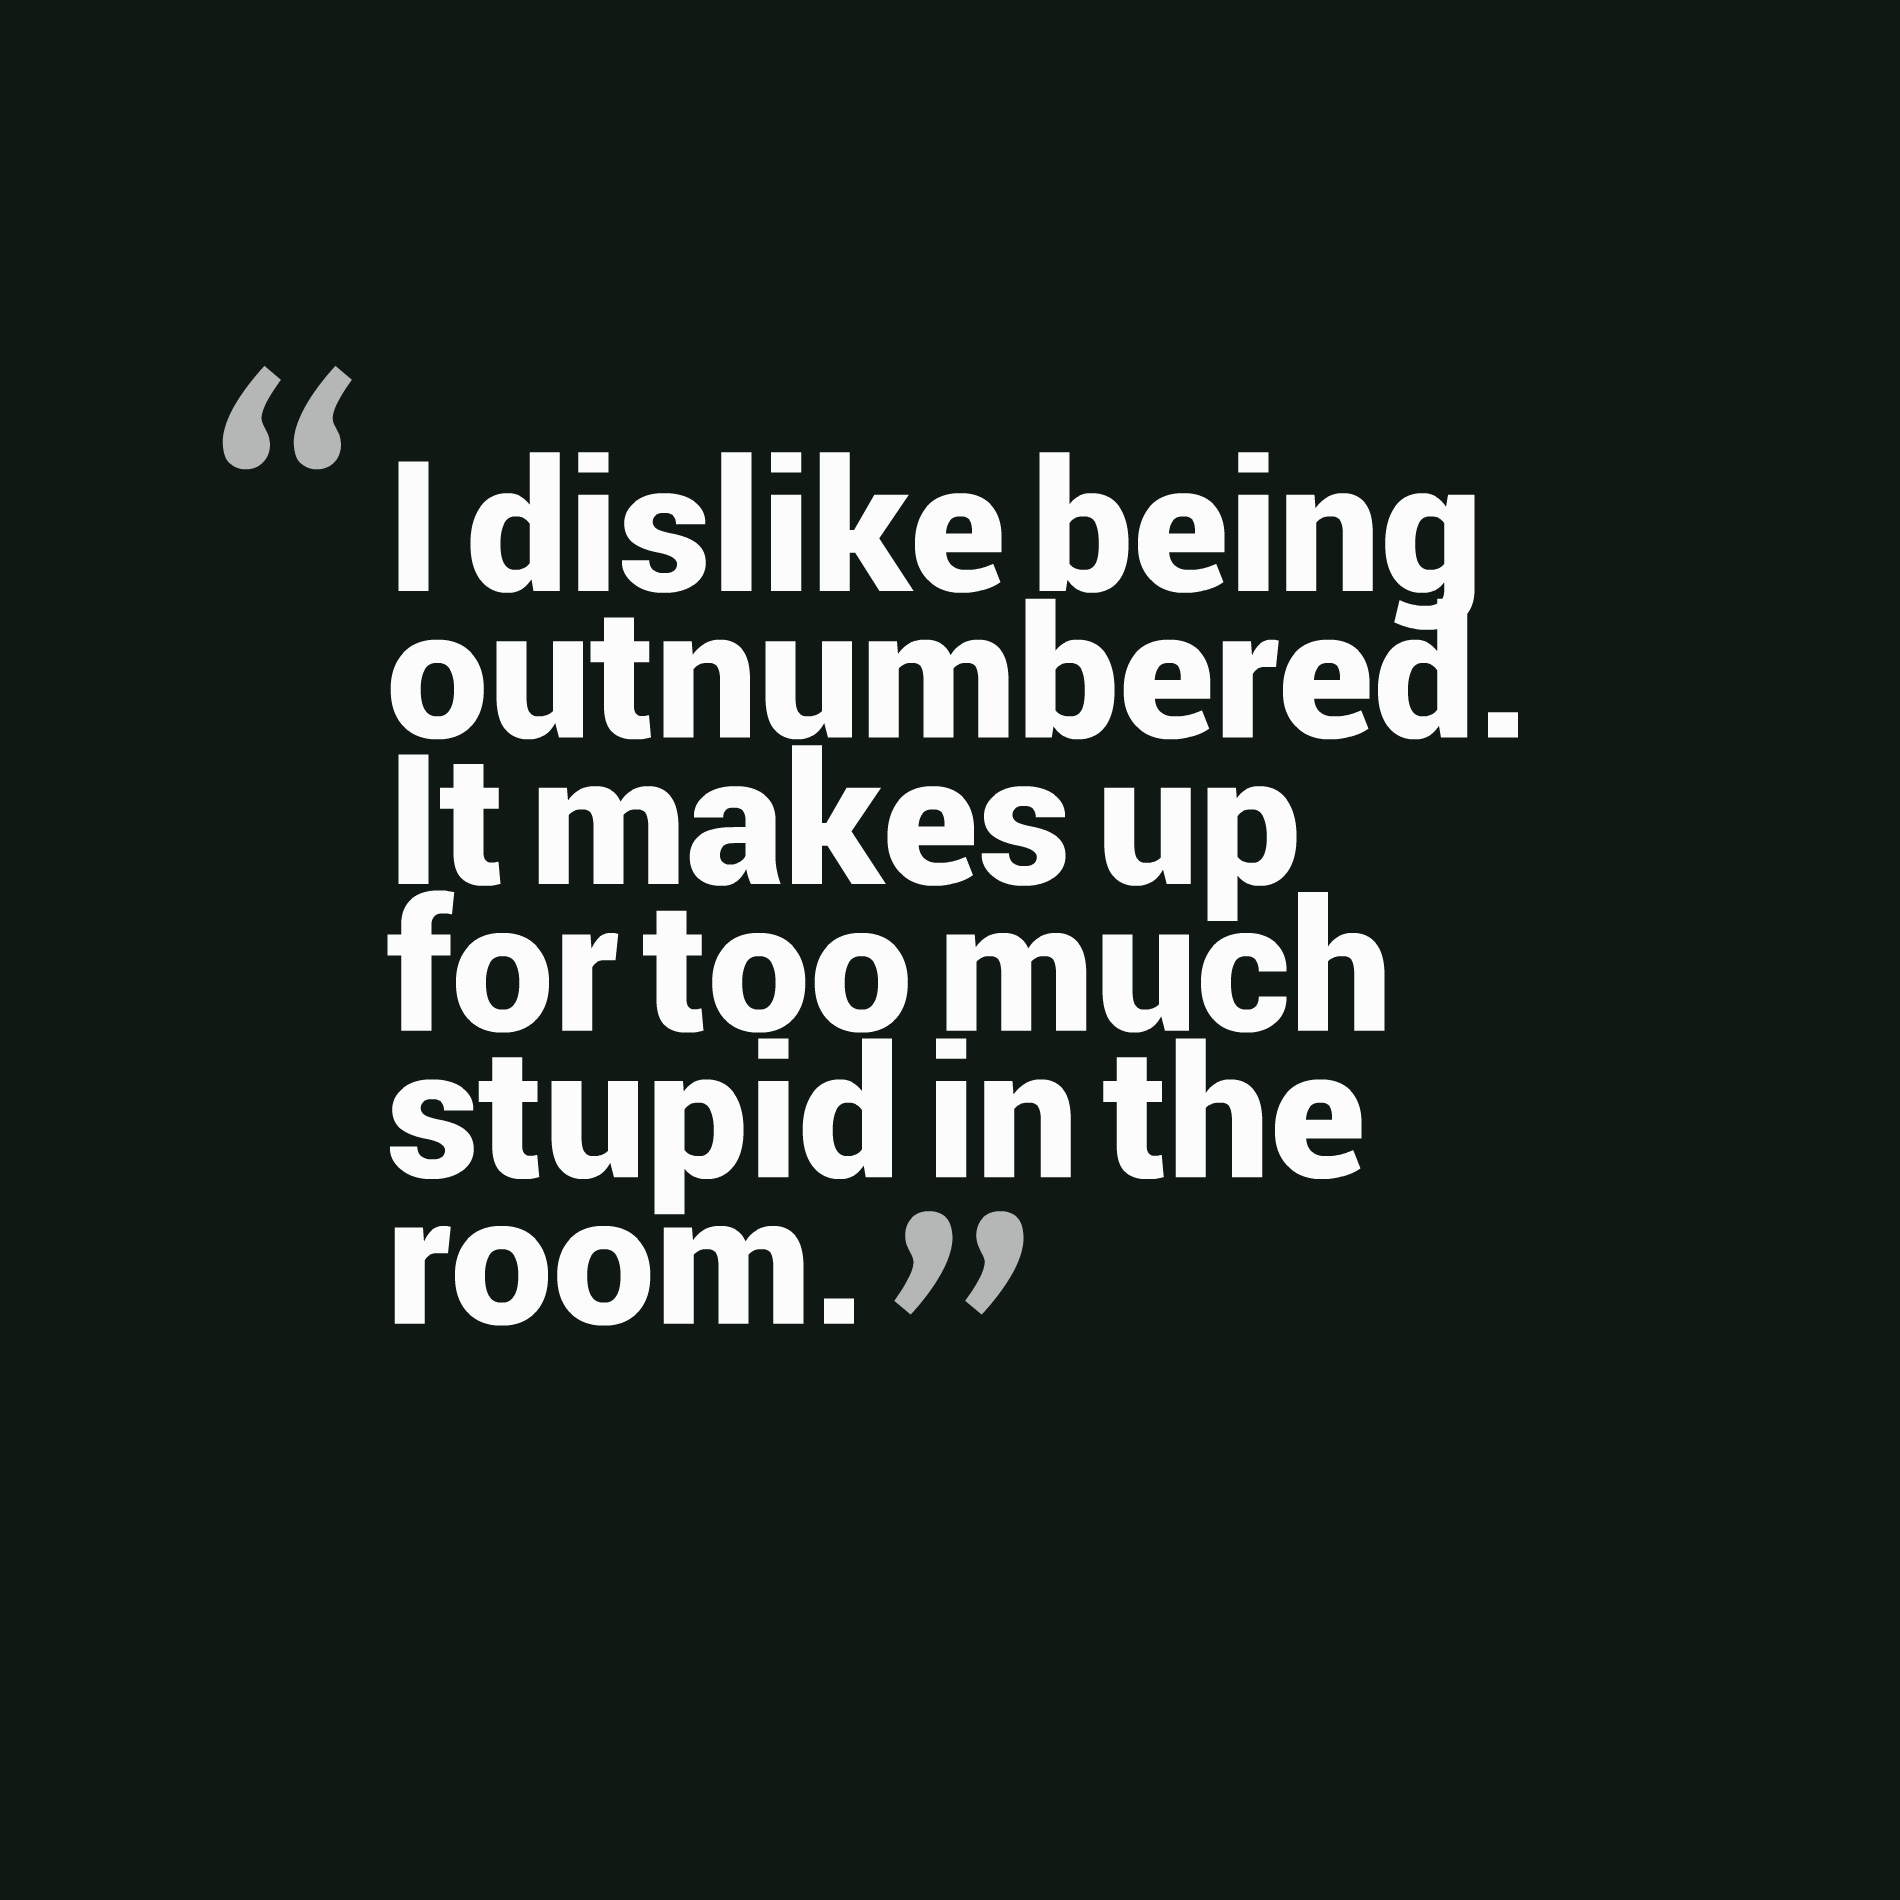 “I dislike being
outnumbered.
It makes up
for too much
stupid in the
room.”